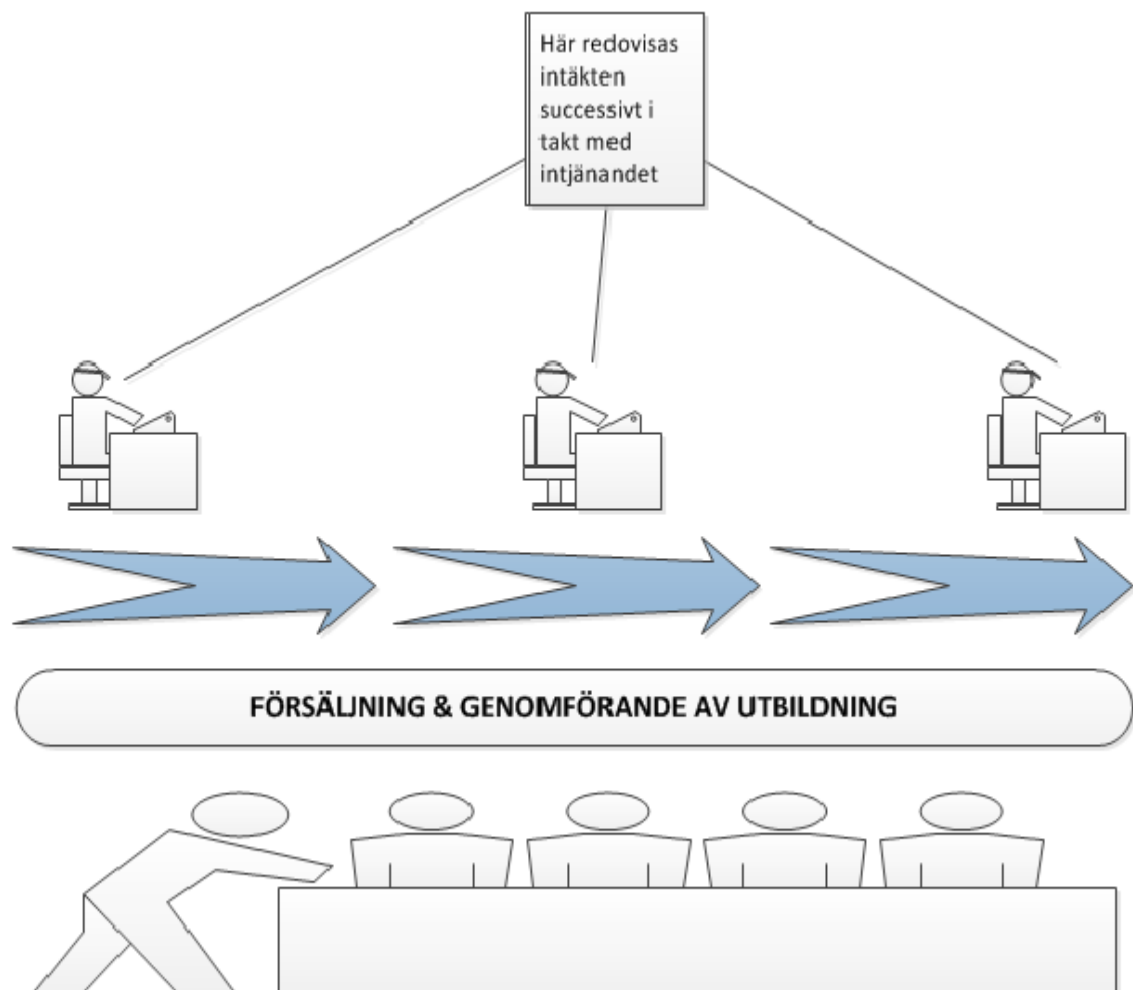 Här redovisas
intäkten
successivt i
takt med
intjänandet
FÖRSÄLJNING & GENOMFÖRANDE AV UTBILDNING